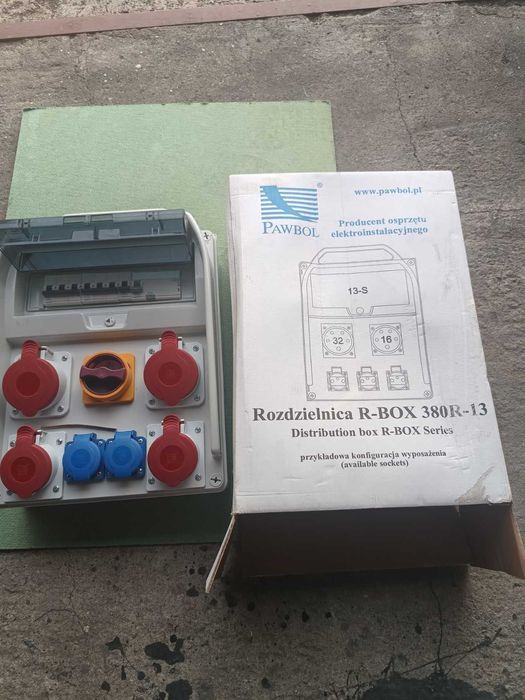 www.pawbol.pl
®
PAWBOL
Producent osprzętu
elektroinstalacyjnego
13-S
32
16
Rozdzielnica R-BOX 380R-13
Distribution box R-BOX Series
przykładowa konfiguracja wyposażenia
(available sockets)